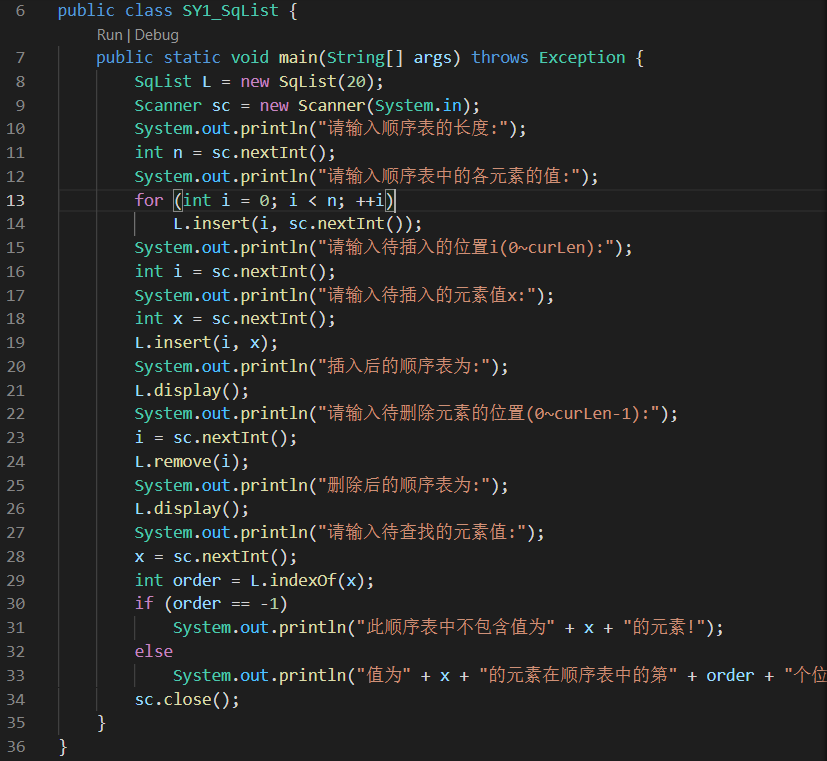 6 public class SY1_SqList {
Run | Debug
7 public static void main(String[] args) throws Exception {
8 SqList L = new SqList(20);
9 Scanner sc = new Scanner(System.in);
10 System.out.println("请输入顺序表的长度:");
11 int n = sc.nextInt();
12 System.out.println("请输入顺序表中的各元素的值:");
13 for (int i = 0; i < n; ++i)
14 L.insert(i, sc.nextInt());
15 System.out.println("请输入待插入的位置i(0~curLen):");
16 int i = sc.nextInt();
17 System.out.println("请输入待插入的元素值x:");
18 int x = sc.nextInt();
19 L.insert(i, x);
20 System.out.println("插入后的顺序表为:");
21 L.display();
22 System.out.println("请输入待删除元素的位置(0~curLen-1):");
23 i = sc.nextInt();
24 L.remove(i);
25 System.out.println("删除后的顺序表为:");
26 L.display();
27 System.out.println("请输入待查找的元素值:");
28 x = sc.nextInt();
29 int order = L.indexOf(x);
30 if (order == -1)
31 System.out.println("此顺序表中不包含值为" + x + "的元素!");
32 else
33 System.out.println("值为" + x + "的元素在顺序表中的第" + order + "个位
34 sc.close();
35 }
36 }